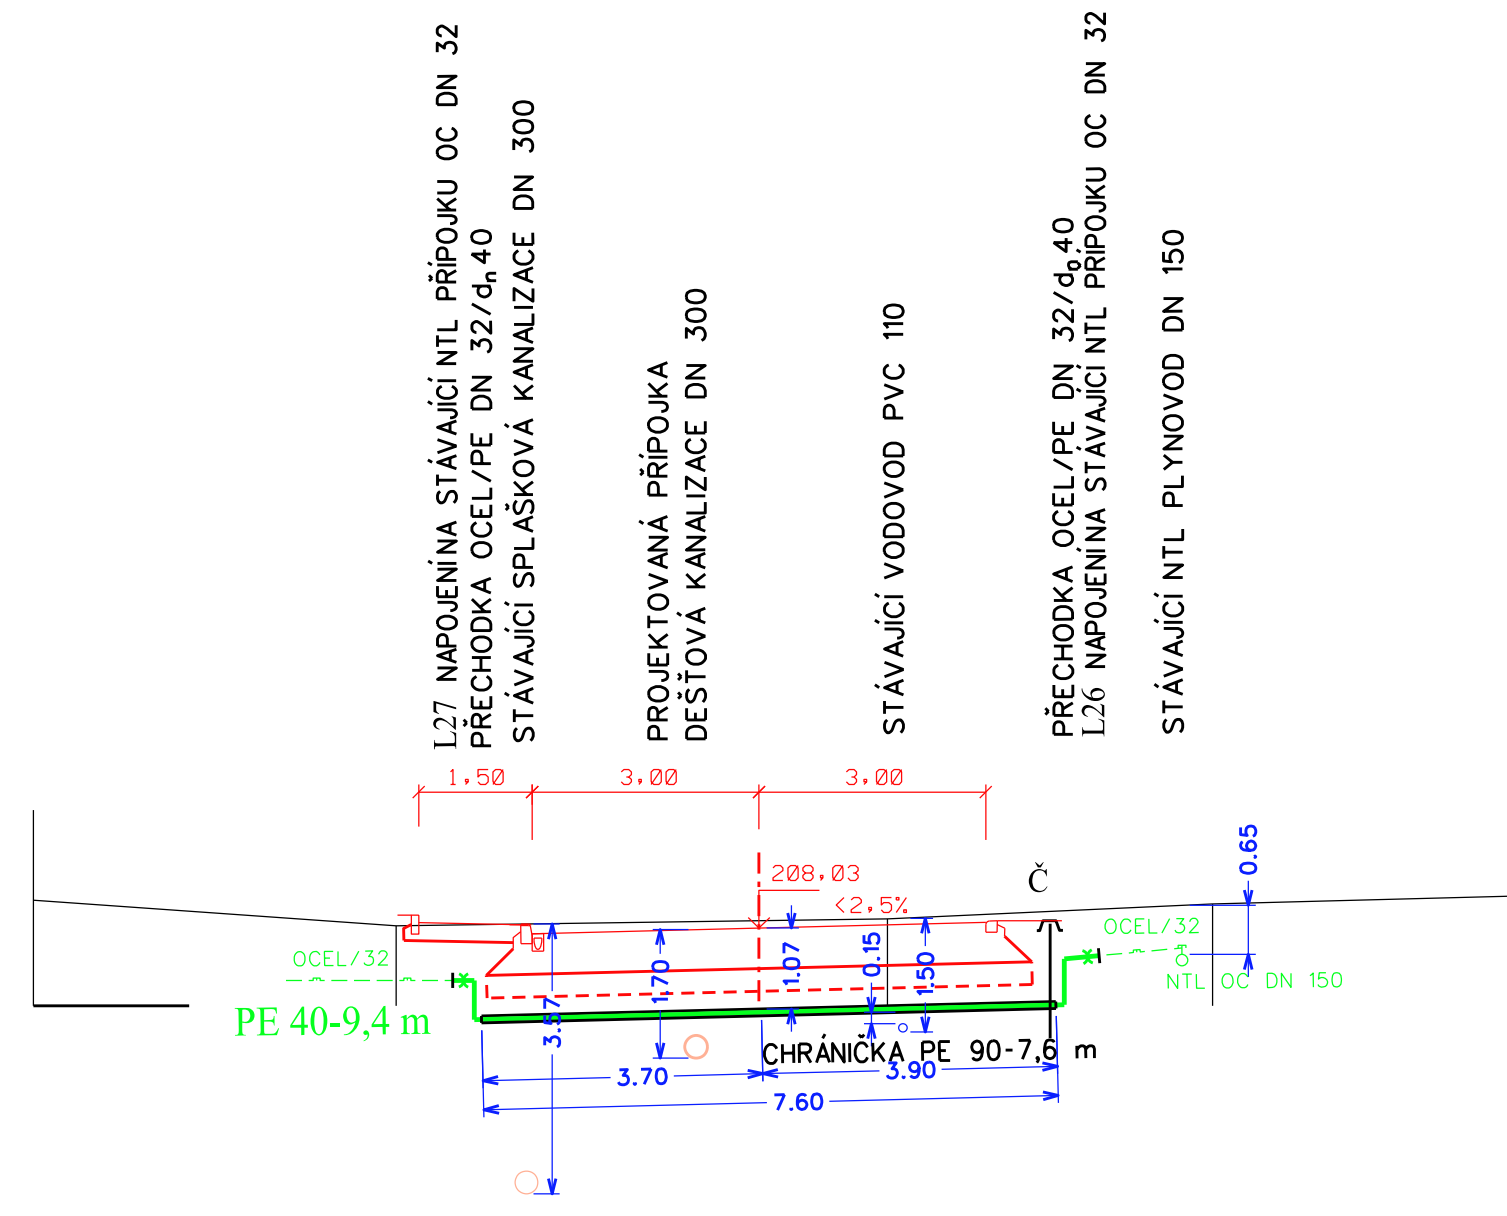 L27 NAPOJENÍ NA STÁVAJÍCÍ NTL PŘÍPOJKU OC DN 32
PŘECHODKA OCEL/PE DN 32/dn40
STÁVAJÍCÍ SPLAŠKOVÁ KANALIZACE DN 300
PROJEKTOVANÁ PŘÍPOJKA
DEŠŤOVÁ KANALIZACE DN 300
STÁVAJÍCÍ VODOVOD PVC 110
PŘECHODKA OCEL/PE DN 32/dn40
L26 NAPOJENÍ NA STÁVAJÍCÍ NTL PŘÍPOJKU OC DN 32
STÁVAJÍCÍ NTL PLYNOVOD DN 150
1,50
3,00
3,00
0.65
208,03
Č
<2,5%
OCEL/32
OCEL/32
1.70
1.07
0.15
1.50
3.57
NTL OC DN 150
PE 40-9,4 m
CHRÁNIČKA PE 90-7,6 m
3.70
3.90
7.60